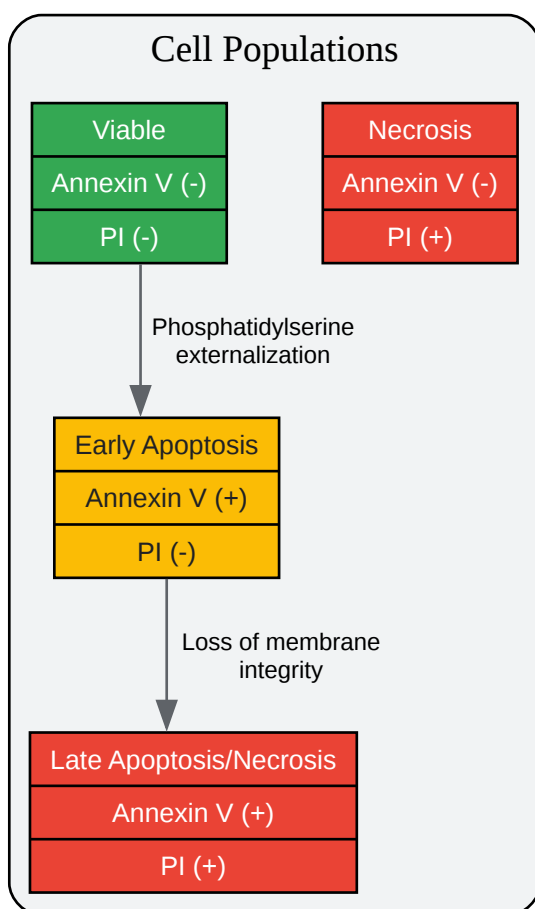 Cell Populations
Viable
Annexin V (-)
PI (-)
Necrosis
Annexin V (-)
PI (+)
Phosphatidylserine
externalization
Early Apoptosis
Annexin V (+)
PI (-)
Loss of membrane
integrity
Late Apoptosis/Necrosis
Annexin V (+)
PI (+)